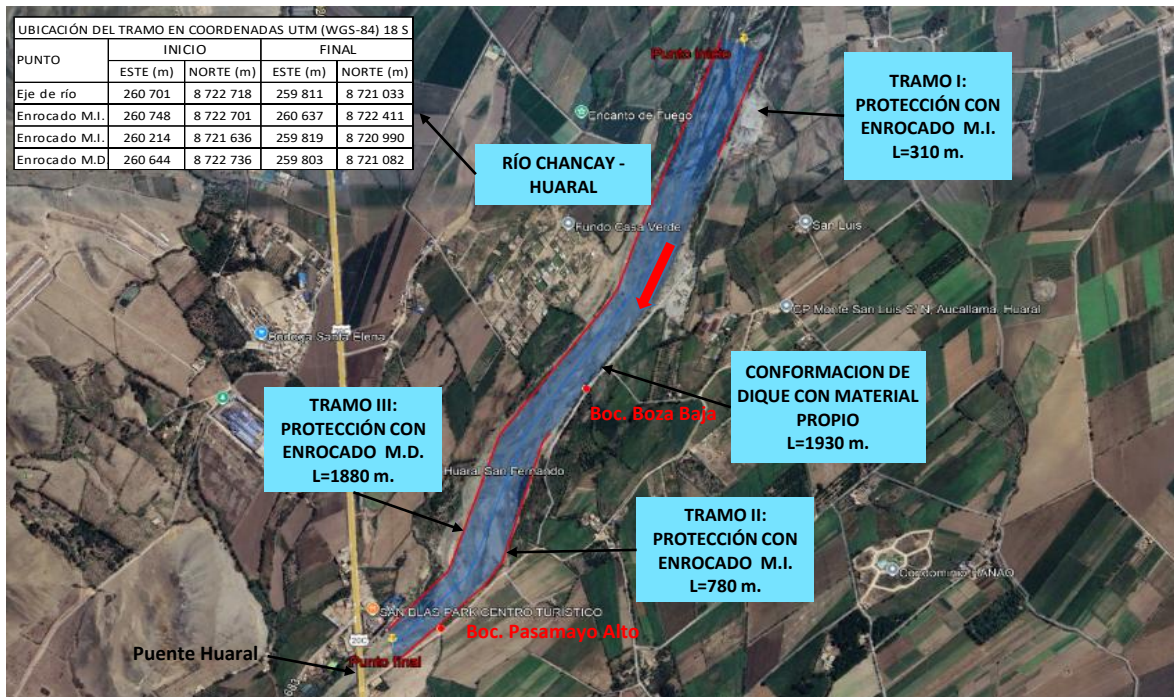 UBICACIÓN DEL TRAMO EN COORDENADAS UTM (WGS-84) 18 S
PUNTO INICIO FINAL
ESTE (m) NORTE (m) ESTE (m) NORTE (m)
Eje de río 260 701 8 722 718 259 811 8 721 033
Enrocado M.I. 260 748 8 722 701 260 637 8 722 411
Enrocado M.I. 260 214 8 721 636 259 819 8 720 990
Enrocado M.D 260 644 8 722 736 259 803 8 721 082
Punto inicio
TRAMO I:
PROTECCIÓN CON
ENROCADO M.I.
L=310 m.
Encanto de Fuego
RÍO CHANCAY -
HUARAL
Fundo Casa Verde
San Luis
CP Monte San Luis S/N, Aucallama, Huaral
Bodega Santa Elena
CONFORMACION DE
DIQUE CON MATERIAL
PROPIO
L=1930 m.
Boc. Boza Baja
TRAMO III:
PROTECCIÓN CON
ENROCADO M.D.
L=1880 m.
Huaral San Fernando
TRAMO II:
PROTECCIÓN CON
ENROCADO M.I.
L=780 m.
SAN BLAS PARK CENTRO TURÍSTICO
20C
Boc. Pasamayo Alto
Puente Huaral
Punto final